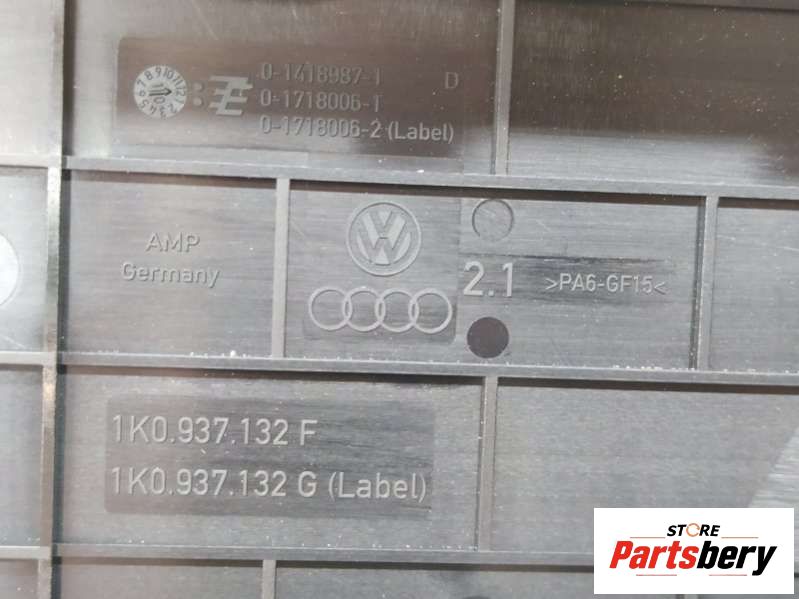 0-1418987-1 D
0-1718006-1
0-1718006-2 (Label)
AMP
Germany
VW
2.1 >PA6-GF15<
1K0.937.132 F
1K0.937.132 G (Label)
STORE
Partsbery